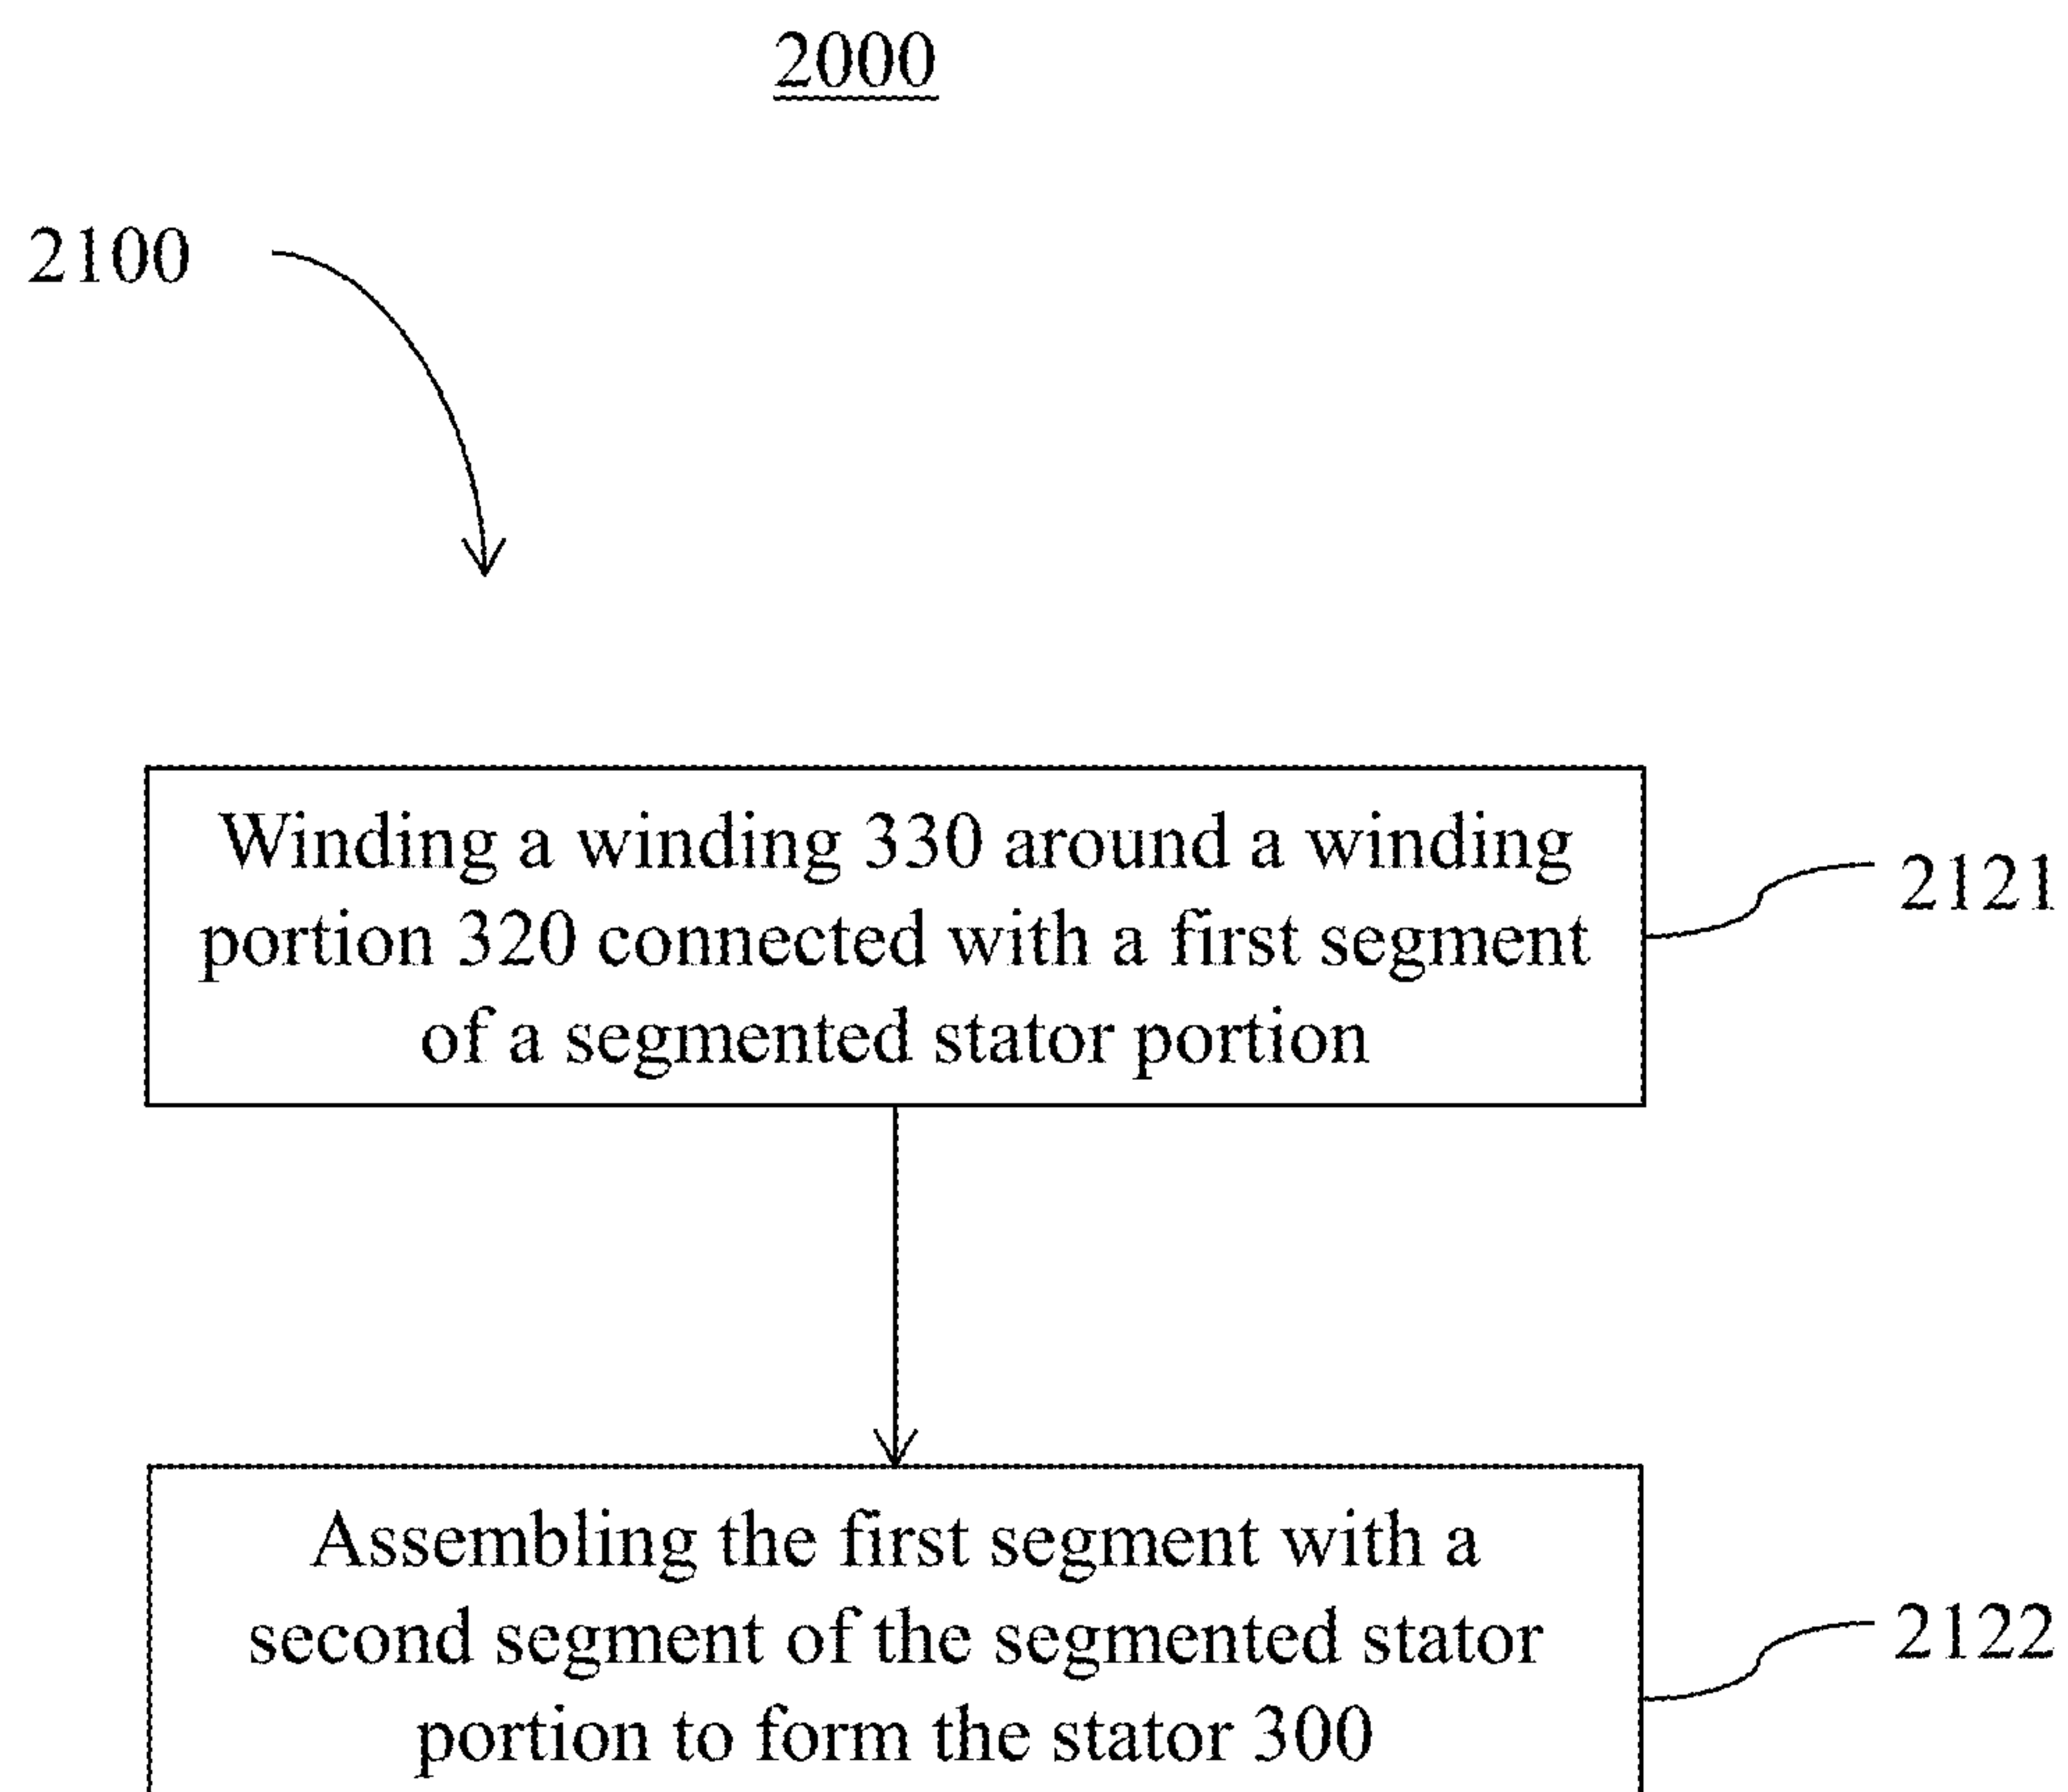 2000
2100
Winding a winding 330 around a winding
portion 320 connected with a first segment
of a segmented stator portion
2121
Assembling the first segment with a
second segment of the segmented stator
portion to form the stator 300
2122